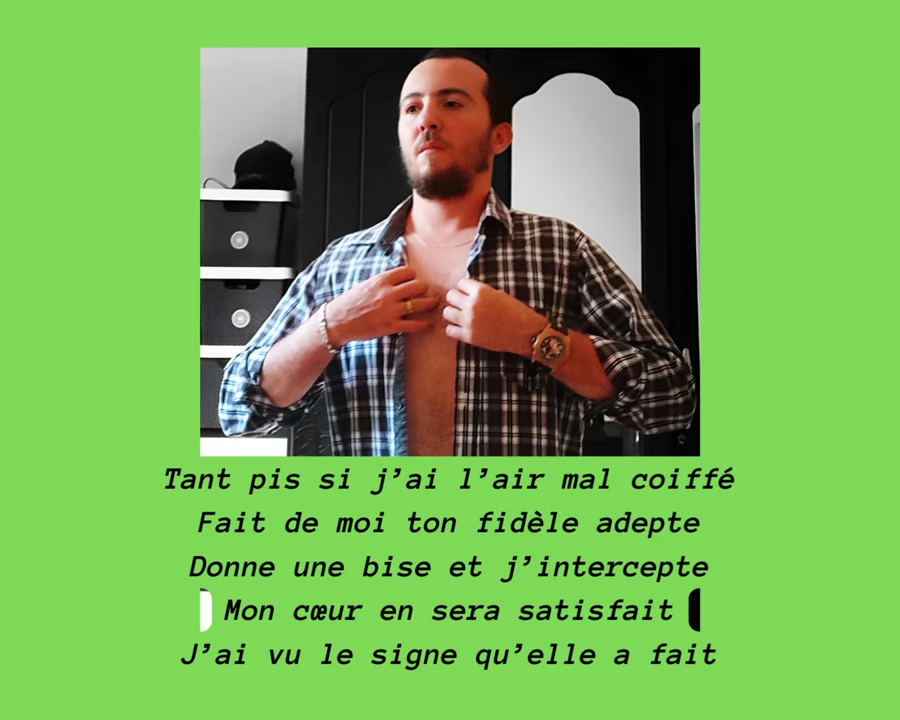 Tant pis si j’ai l’air mal coiffé
Fait de moi ton fidèle adepte
Donne une bise et j’intercepte
Mon cœur en sera satisfait
J’ai vu le signe qu’elle a fait